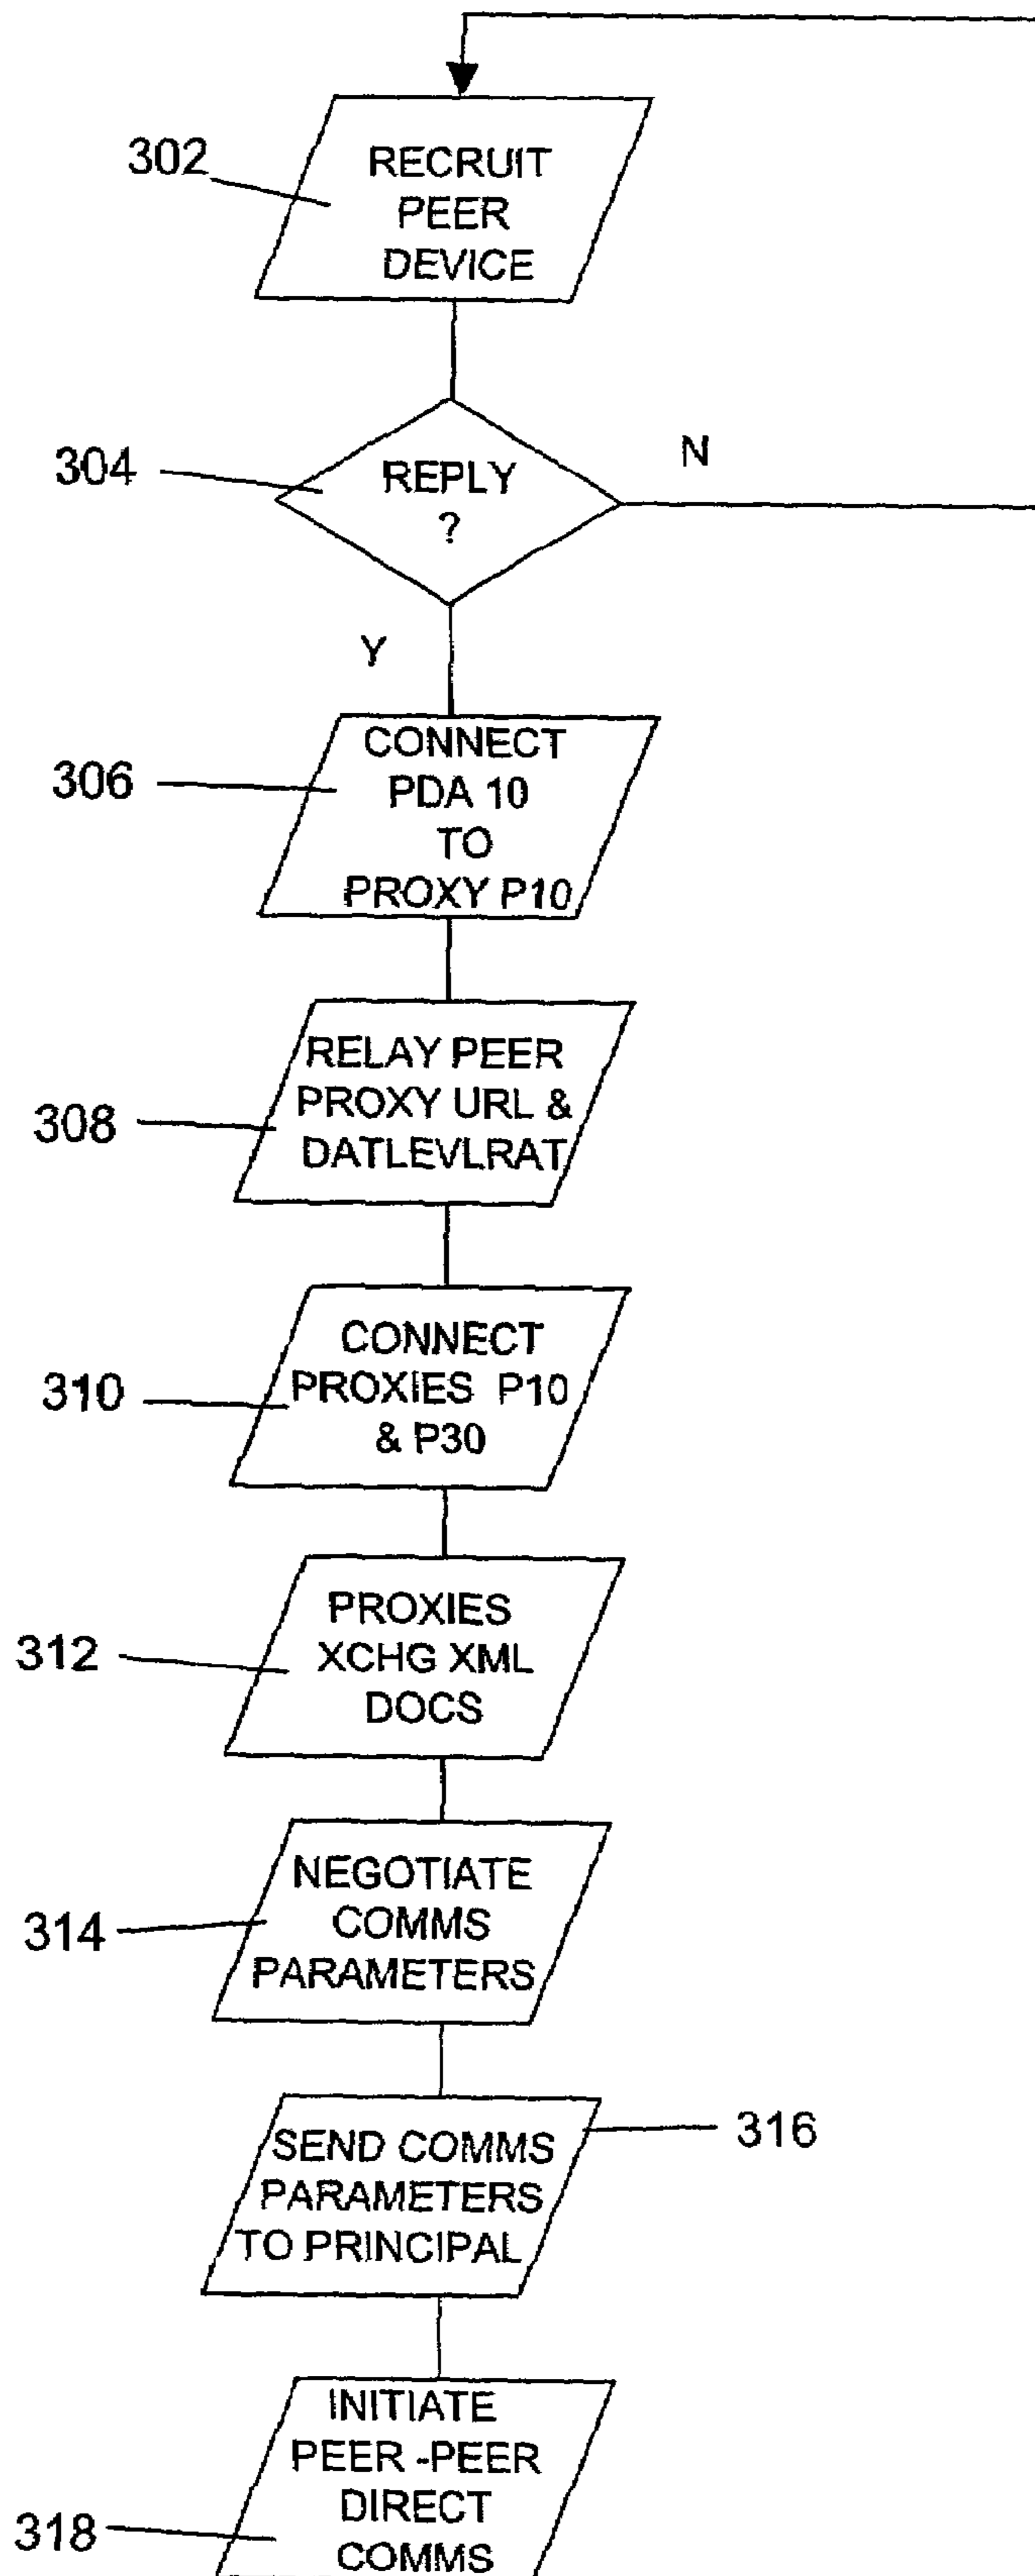 302
RECRUIT
PEER
DEVICE
304
REPLY
?
N
Y
306
CONNECT
PDA 10
TO
PROXY P10
308
RELAY PEER
PROXY URL &
DATLEVLRAT
310
CONNECT
PROXIES P10
& P30
312
PROXIES
XCHG XML
DOCS
314
NEGOTIATE
COMMS
PARAMETERS
316
SEND COMMS
PARAMETERS
TO PRINCIPAL
318
INITIATE
PEER -PEER
DIRECT
COMMS